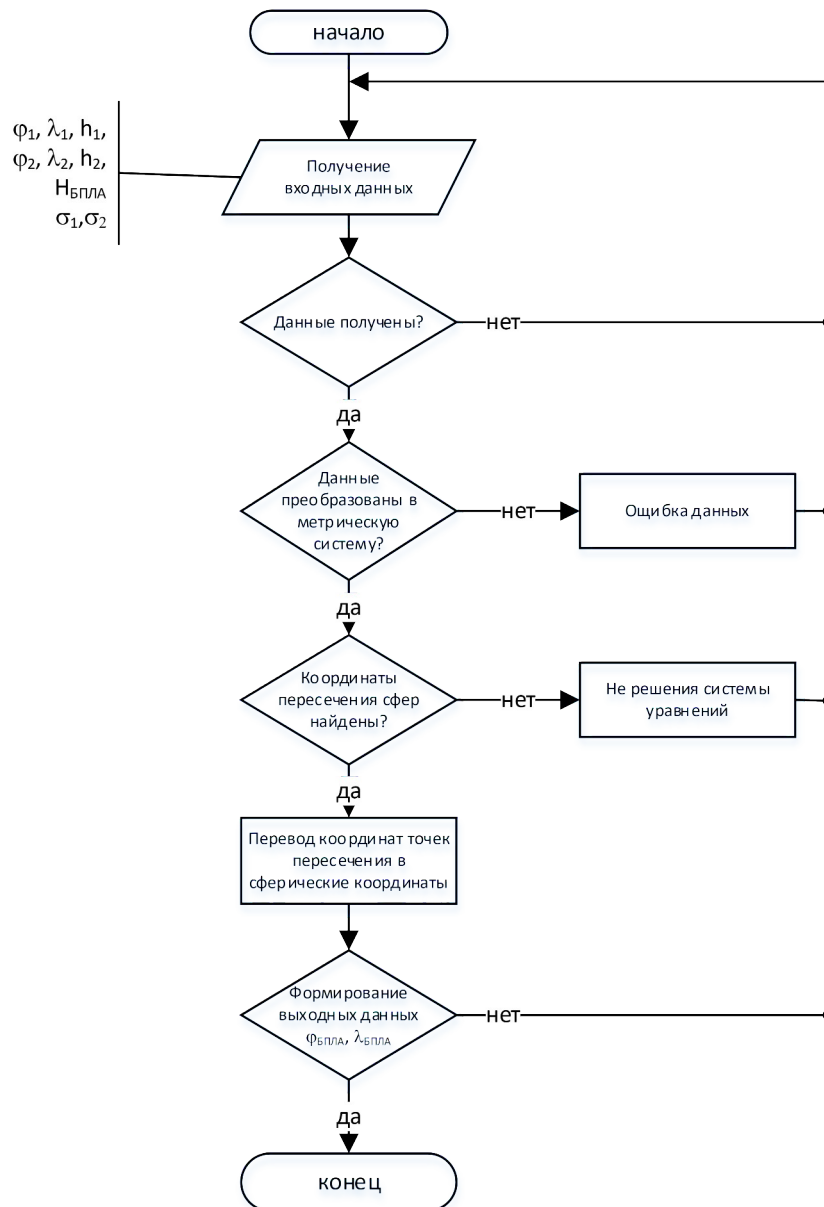 начало
φ₁, λ₁, h₁,
φ₂, λ₂, h₂,
HБПЛА
σ₁,σ₂
Получение
входных данных
Данные получены?
нет
да
Данные
преобразованы в
метрическую
систему?
нет
Ощибка данных
да
Координаты
пересечения сфер
найдены?
нет
Не решения системы
уравнений
да
Перевод координат точек
пересечения в
сферические координаты
Формирование
выходных данных
φБПЛА, λБПЛА
нет
да
конец